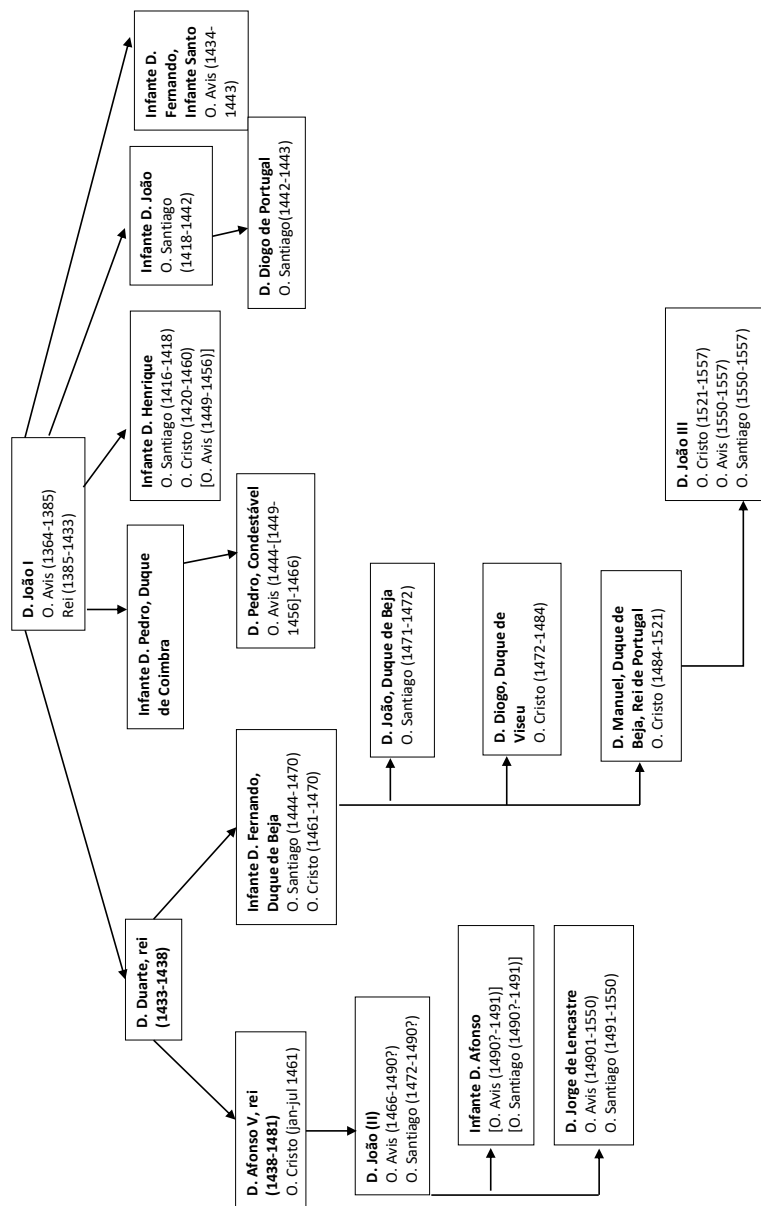 D. João I
O. Avis (1364-1385)
Rei (1385-1433)
D. Duarte, rei
(1433-1438)
Infante D. Pedro, Duque
de Coimbra
Infante D. Henrique
O. Santiago (1416-1418)
O. Cristo (1420-1460)
[O. Avis (1449-1456)]
Infante D. João
O. Santiago
(1418-1442)
Infante D.
Fernando,
Infante Santo
O. Avis (1434-
1443)
D. Afonso V, rei
(1438-1481)
O. Cristo (jan-jul 1461)
Infante D. Fernando,
Duque de Beja
O. Santiago (1444-1470)
O. Cristo (1461-1470)
D. Pedro, Condestável
O. Avis (1444-[1449-
1456]-1466)
D. Diogo de Portugal
O. Santiago(1442-1443)
D. João (II)
O. Avis (1466-1490?)
O. Santiago (1472-1490?)
D. João, Duque de Beja
O. Santiago (1471-1472)
Infante D. Afonso
[O. Avis (1490?-1491)]
[O. Santiago (1490?-1491)]
D. Diogo, Duque de
Viseu
O. Cristo (1472-1484)
D. Jorge de Lencastre
O. Avis (14901-1550)
O. Santiago (1491-1550)
D. Manuel, Duque de
Beja, Rei de Portugal
O. Cristo (1484-1521)
D. João III
O. Cristo (1521-1557)
O. Avis (1550-1557)
O. Santiago (1550-1557)